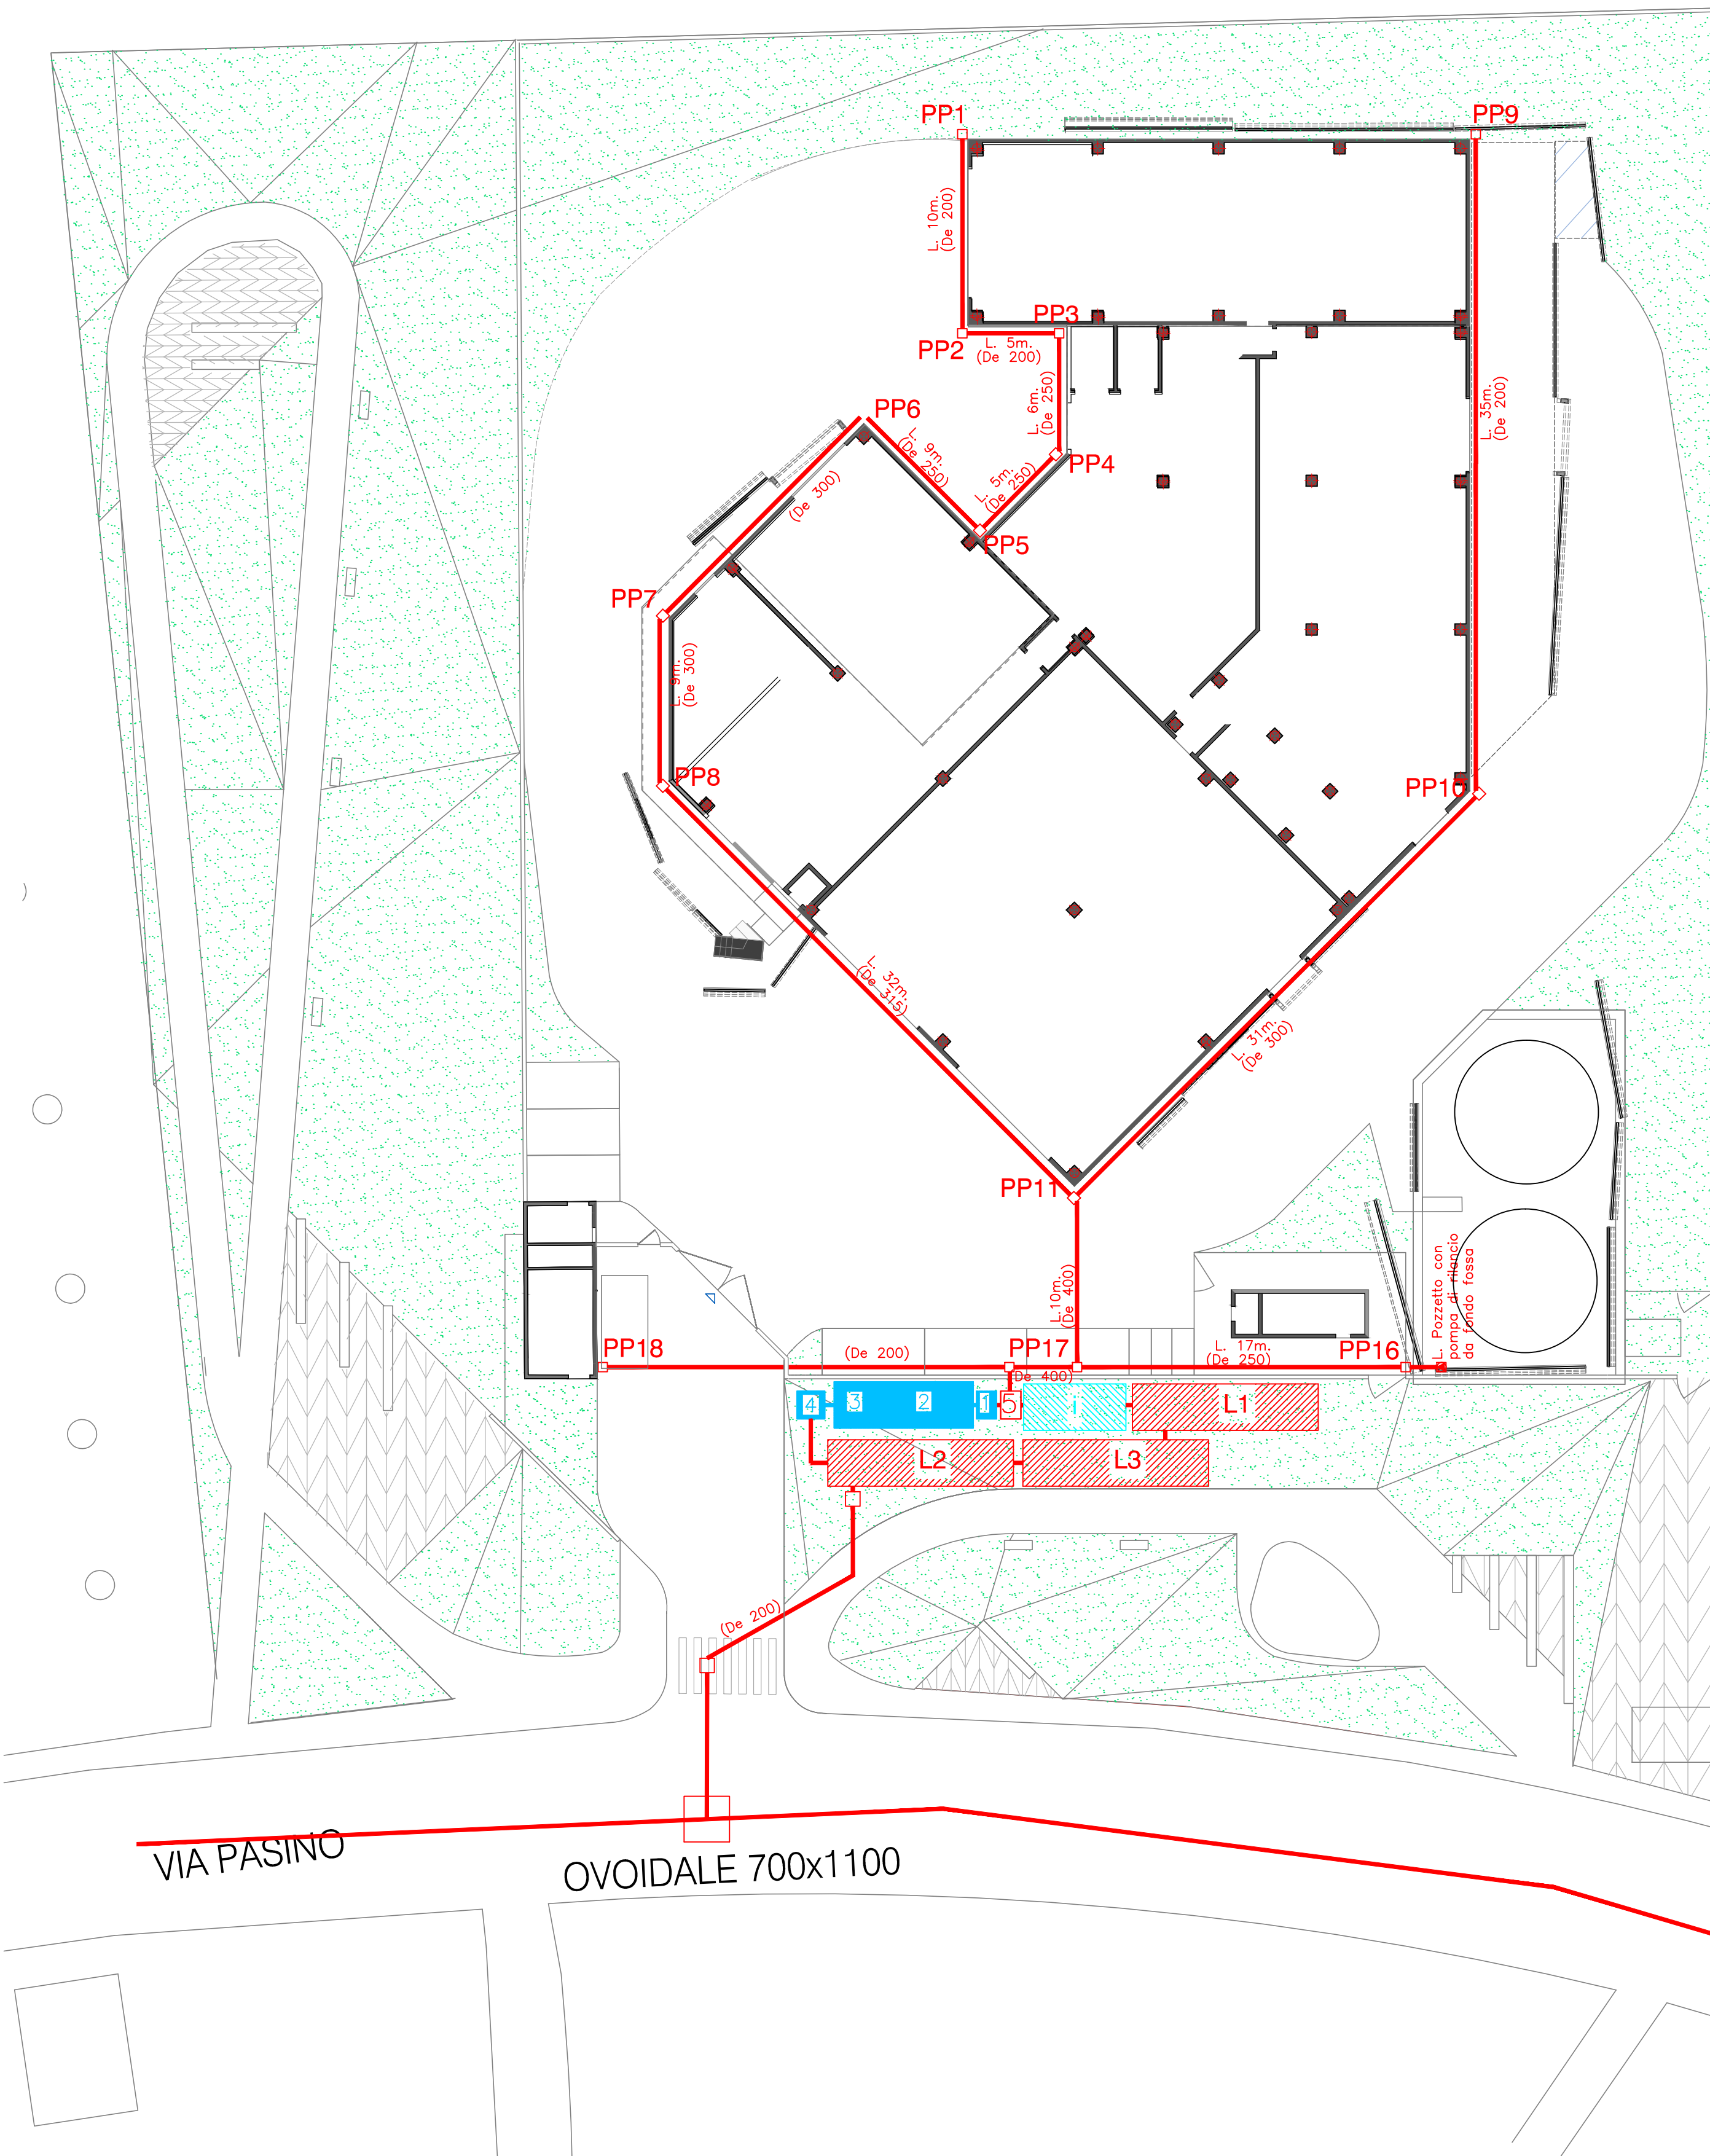 PP1
PP9
L. 10m.
(De 200)
PP3
PP2
L. 5m.
(De 200)
L. 6m.
(De 250)
L. 35m.
(De 200)
PP6
L. 9m.
(De 250)
PP4
L. 5m.
(De 250)
(De 300)
PP5
PP7
L. 9m.
(De 300)
PP8
PP10
L. 32m.
(De 315)
L. 31m.
(De 300)
PP11
L.10m.
(De 400)
L. Pozzetto con
pompa di rilancio
da fondo fossa
PP18
(De 200)
PP17
L. 17m.
(De 250)
PP16
(De 400)
4
3
2
1
5
I
L1
L2
L3
(De 200)
VIA PASINO
OVOIDALE 700x1100